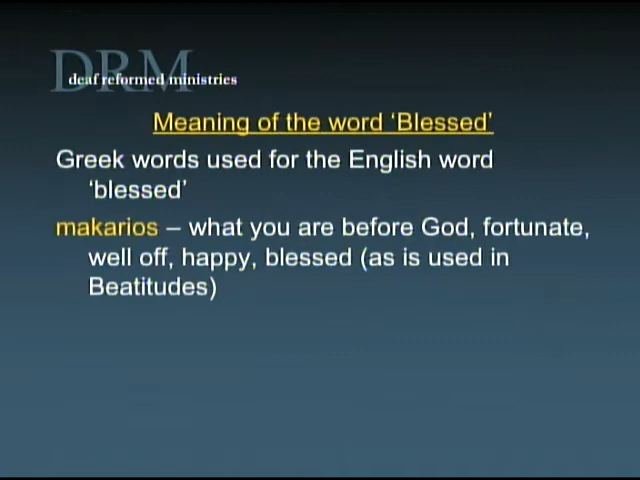 DRM
deaf reformed ministries
Meaning of the word ‘Blessed’
Greek words used for the English word
‘blessed’
makarios – what you are before God, fortunate,
well off, happy, blessed (as is used in
Beatitudes)